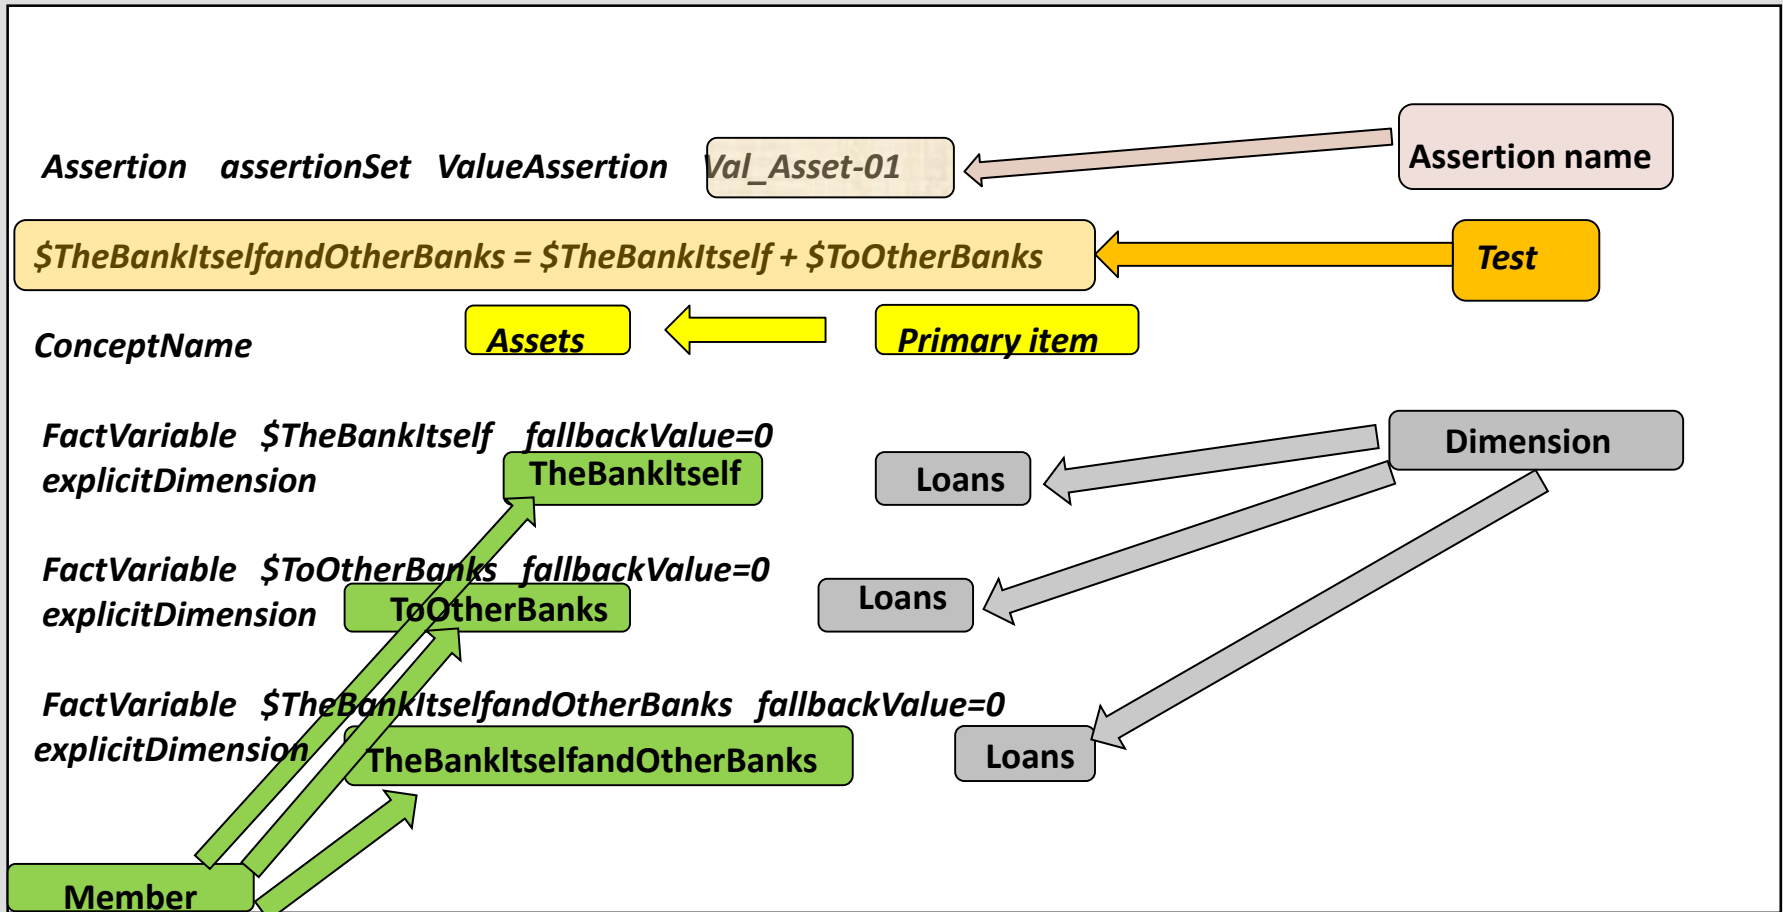 Assertion assertionSet ValueAssertion Val_Asset-01 Assertion name
$TheBankItselfandOtherBanks = $TheBankItself + $ToOtherBanks Test
ConceptName Assets Primary item
FactVariable $TheBankItself fallbackValue=0 Dimension
explicitDimension TheBankItself Loans
FactVariable $ToOtherBanks fallbackValue=0
explicitDimension ToOtherBanks Loans
FactVariable $TheBankItselfandOtherBanks fallbackValue=0
explicitDimension TheBankItselfandOtherBanks Loans
Member